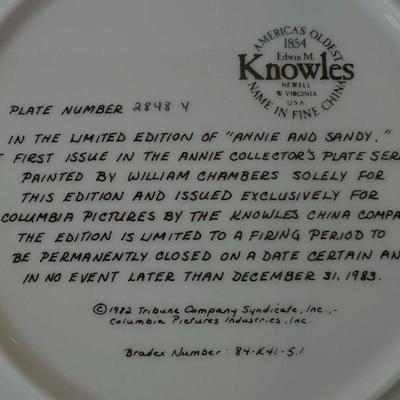 AMERICA'S OLDEST
1854
Edwin M.
Knowles
NEWELL
W. VIRGINIA
U.S.A
NAME IN FINE CHINA
PLATE NUMBER 2848 Y
IN THE LIMITED EDITION OF "ANNIE AND SANDY."
FIRST ISSUE IN THE ANNIE COLLECTOR'S PLATE SER
PAINTED BY WILLIAM CHAMBERS SOLELY FOR
THIS EDITION AND ISSUED EXCLUSIVELY FOR
COLUMBIA PICTURES BY THE KNOWLES CHINA COMPA
THE EDITION IS LIMITED TO A FIRING PERIOD TO
BE PERMANENTLY CLOSED ON A DATE CERTAIN AN
IN NO EVENT LATER THAN DECEMBER 31, 1983.
©1982 Tribune Company Syndicate, Inc.,-
Columbia Pictures Industries, Inc.
Bradex Number: 84-K41-5.1